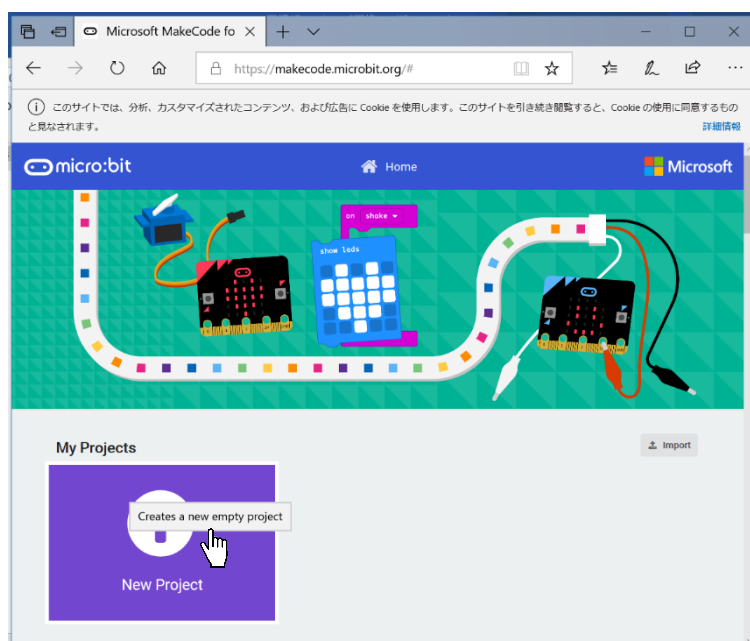 Microsoft MakeCode fo
https://makecode.microbit.org/#
このサイトでは、分析、カスタマイズされたコンテンツ、および広告に Cookie を使用します。このサイトを引き続き閲覧すると、Cookie の使用に同意するもの
と見なされます。
詳細情報
micro:bit
Home
Microsoft
on shake
show leds
My Projects
Import
Creates a new empty project
New Project